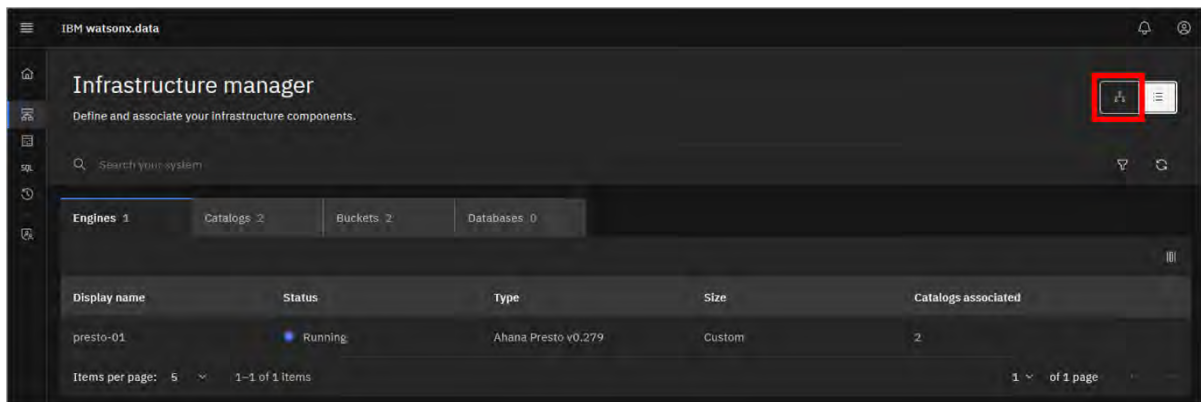 IBM watsonx.data
Infrastructure manager
Define and associate your infrastructure components.
Search your system
SQL
Engines 1 Catalogs 2 Buckets 2 Databases 0
Display name Status Type Size Catalogs associated
presto-01 Running Ahana Presto v0.279 Custom 2
Items per page: 5 1–1 of 1 items 1 of 1 page